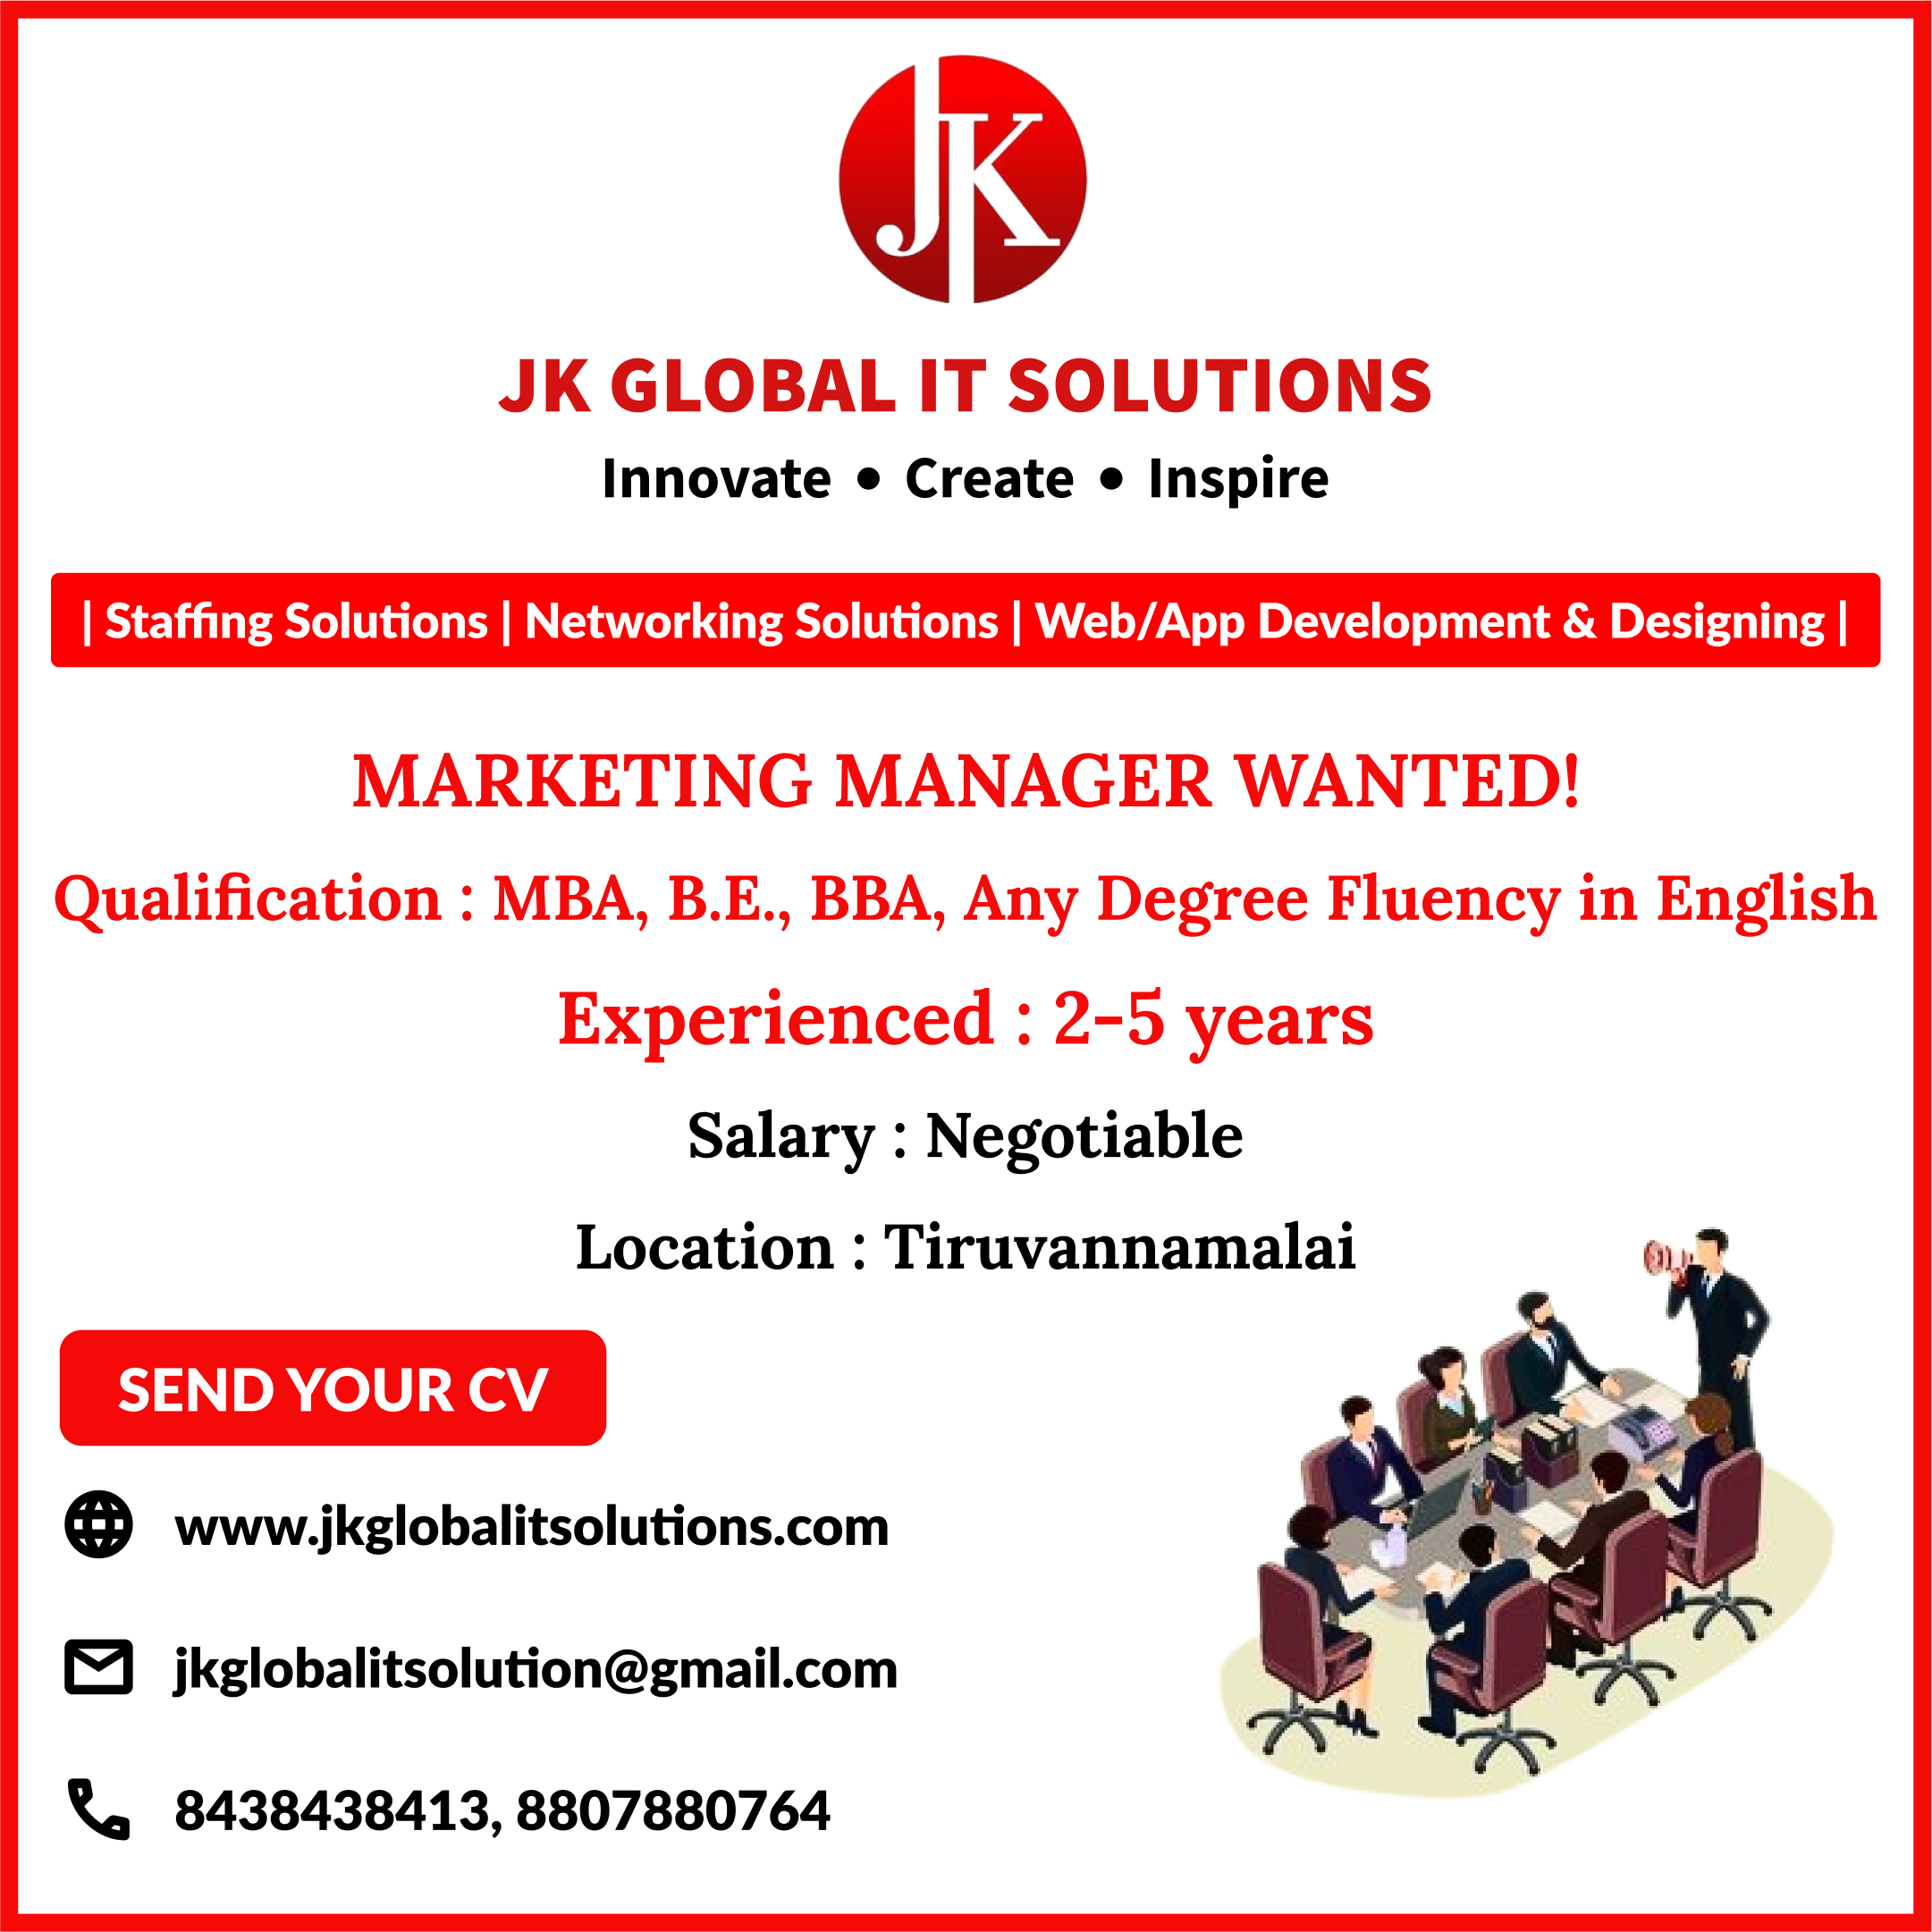 JK
JK GLOBAL IT SOLUTIONS
Innovate • Create • Inspire
| Staffing Solutions | Networking Solutions | Web/App Development & Designing |
MARKETING MANAGER WANTED!
Qualification : MBA, B.E., BBA, Any Degree Fluency in English
Experienced : 2-5 years
Salary : Negotiable
Location : Tiruvannamalai
SEND YOUR CV
www.jkglobalitsolutions.com
jkglobalitsolution@gmail.com
8438438413, 8807880764